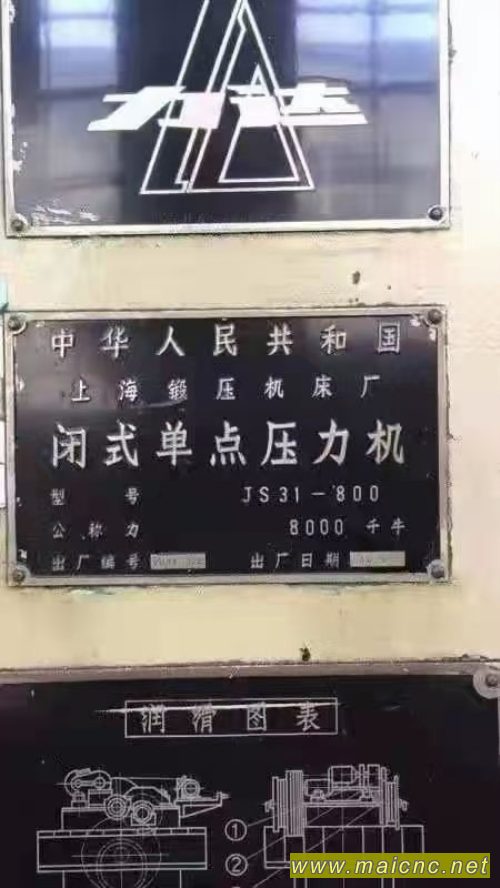 中华人民共和国
上海锻压机床厂
闭式单点压力机
型号 JS31-800
公称力 8000 千牛
出厂编号 出厂日期
润滑图表
①
②
www.maicnc.net